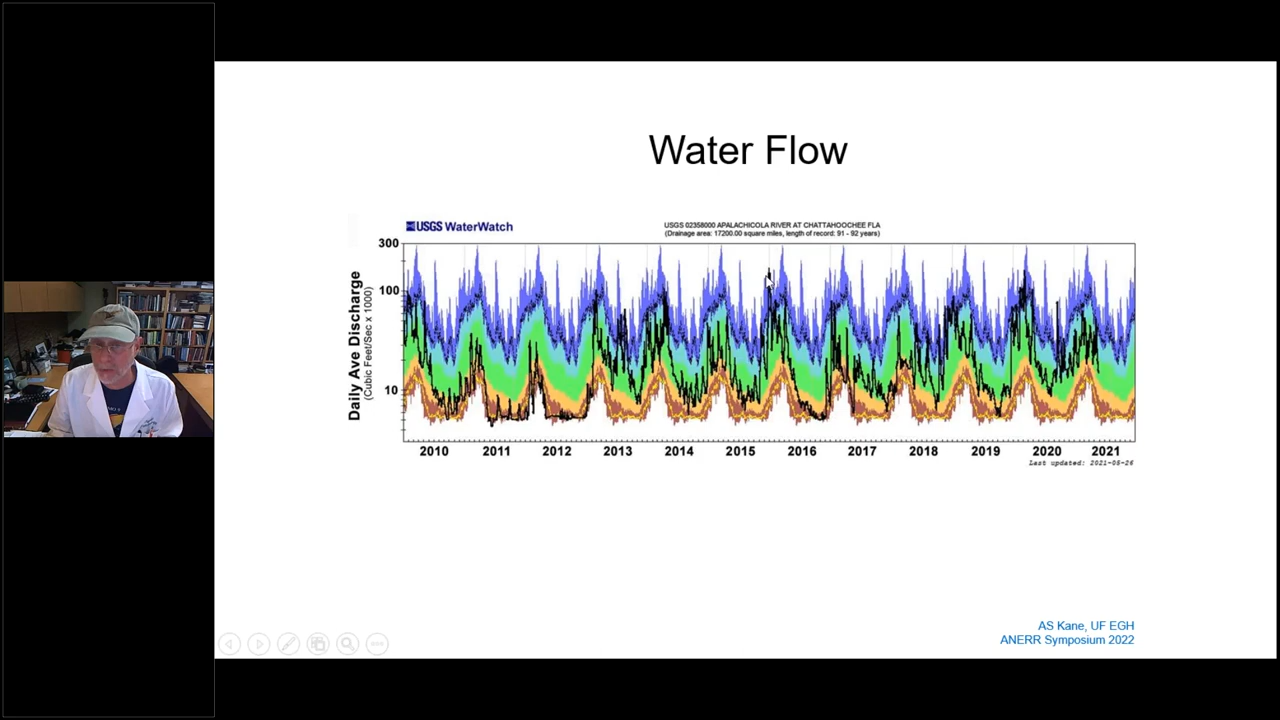 Water Flow
USGS WaterWatch
USGS 02358000 APALACHICOLA RIVER AT CHATTAHOOCHEE FLA
(Drainage area: 17200.00 square miles, length of record: 91 - 92 years)
Daily Ave Discharge
(Cubic Feet/Sec x 1000)
300
100
10
2010 2011 2012 2013 2014 2015 2016 2017 2018 2019 2020 2021
Last updated: 2021-05-26
AS Kane, UF EGH
ANERR Symposium 2022